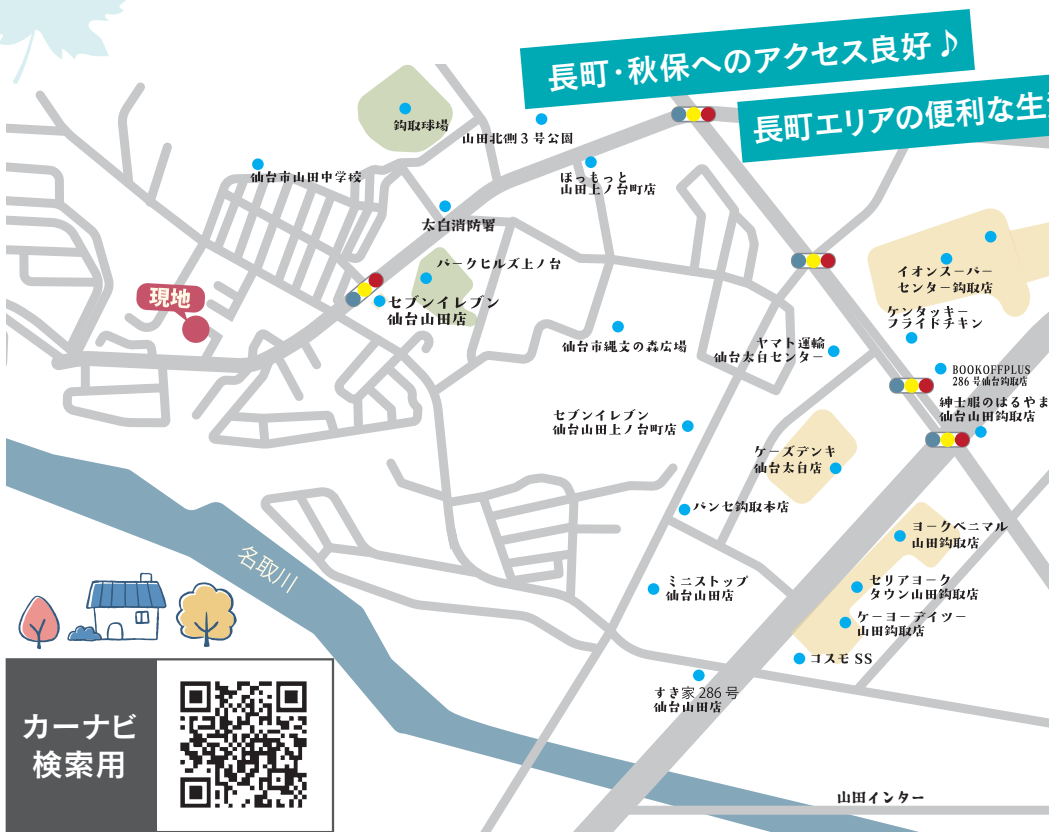 長町・秋保へのアクセス良好♪
長町エリアの便利な生
鈎取球場
山田北側3号公園
仙台市山田中学校
ほっもっと
山田上ノ台町店
太白消防署
パークヒルズ上ノ台
現地
セブンイレブン
仙台山田店
イオンスーパー
センター鈎取店
ケンタッキー
フライドチキン
仙台市縄文の森広場
ヤマト運輸
仙台太白センター
BOOKOFFPLUS
286号仙台鈎取店
紳士服のはるやま
仙台山田鈎取店
セブンイレブン
仙台山田上ノ台町店
ケーズデンキ
仙台太白店
パンセ鈎取本店
ヨークベニマル
山田鈎取店
名取川
ミニストップ
仙台山田店
セリアヨーク
タウン山田鈎取店
ケーヨーデイツー
山田鈎取店
コスモSS
すき家286号
仙台山田店
カーナビ
検索用
山田インター